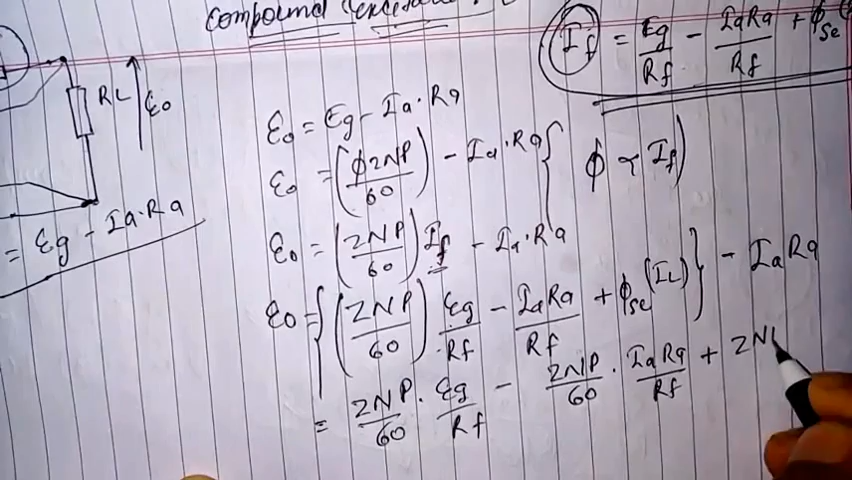 Compound
I_f = Eg/Rf - IaRa/Rf + ϕse
RL Eo
Eo = Eg - Ia·Ra
Eo = (ϕZNP/60) - Ia·Ra { ϕ ∝ If )
= Eg - Ia·Ra
Eo = (ZNP/60) If - Ia·Ra
Eo = { (ZNP/60) Eg/Rf - IaRa/Rf + ϕse (IL) } - IaRa
= ZNP/60 · Eg/Rf - ZNP/60 · IaRa/Rf + ZN